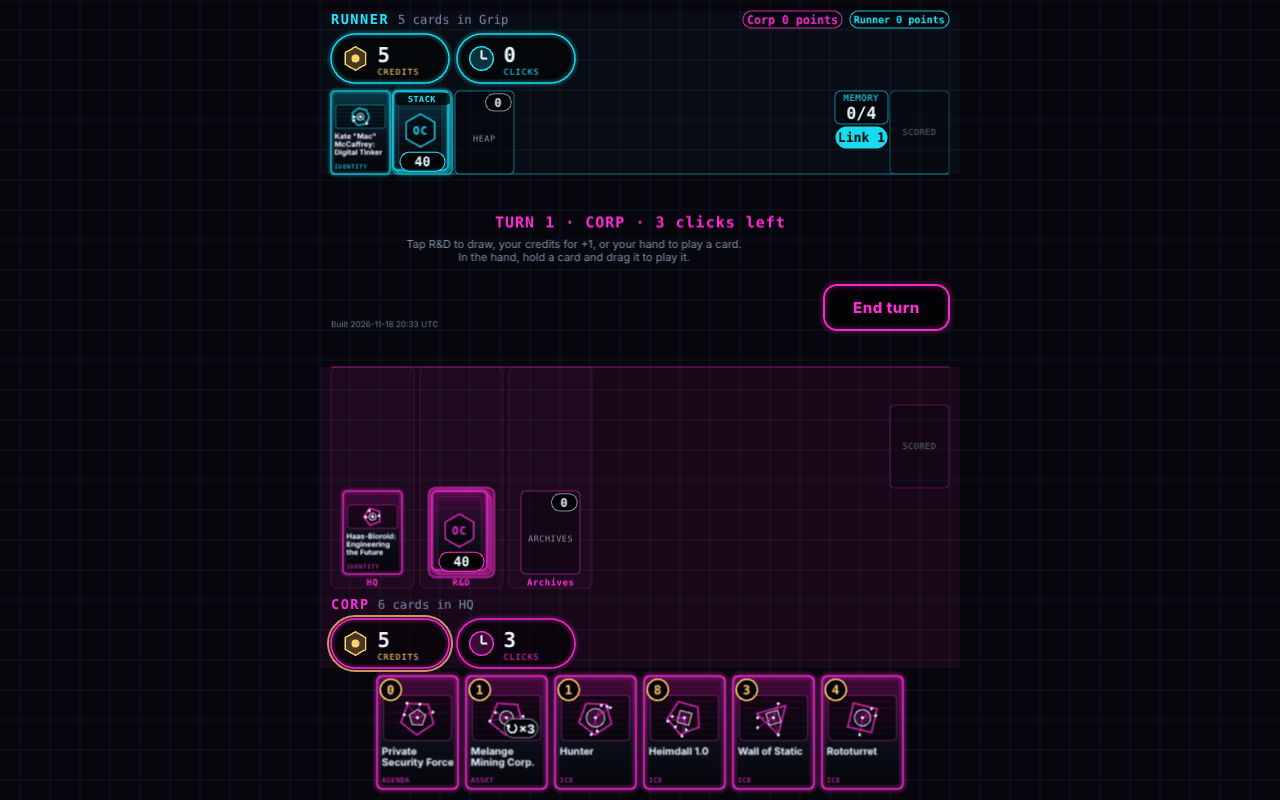 RUNNER 5 cards in Grip
Corp 0 points
Runner 0 points
5
CREDITS
0
CLICKS
Kate "Mac"
McCaffrey:
Digital Tinker
IDENTITY
STACK
OC
40
0
HEAP
MEMORY
0/4
Link 1
SCORED
TURN 1 · CORP · 3 clicks left
Tap R&D to draw, your credits for +1, or your hand to play a card.
In the hand, hold a card and drag it to play it.
End turn
Built 2026-11-18 20:33 UTC
SCORED
Haas-Bioroid:
Engineering
the Future
IDENTITY
HQ
OC
40
R&D
0
ARCHIVES
Archives
CORP 6 cards in HQ
5
CREDITS
3
CLICKS
0
Private
Security Force
AGENDA
1
×3
Melange
Mining Corp.
ASSET
1
Hunter
ICE
8
Heimdall 1.0
ICE
3
Wall of Static
ICE
4
Rototurret
ICE